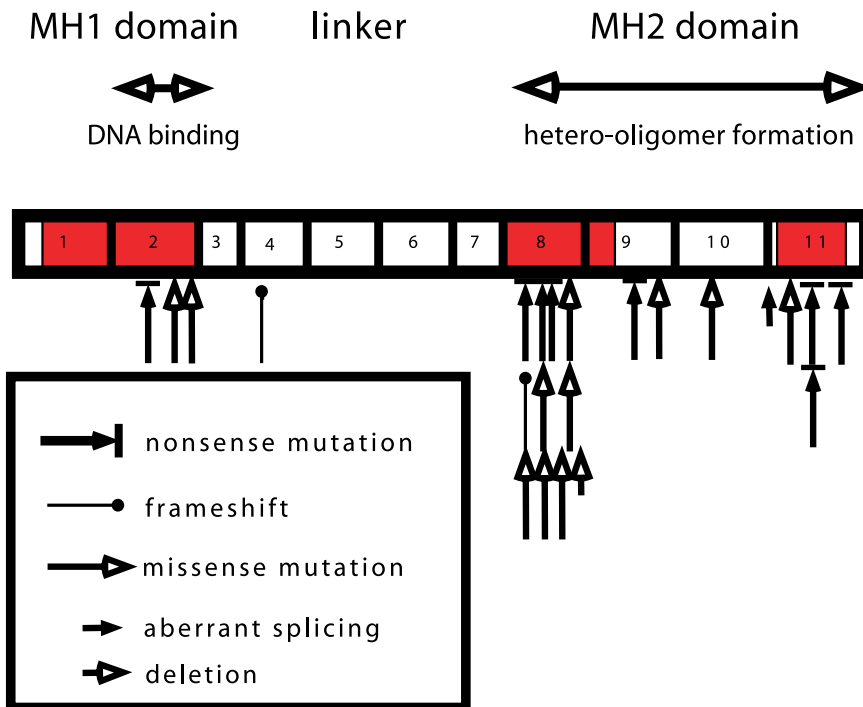 MH1 domain linker MH2 domain
DNA binding hetero-oligomer formation
1 2 3 4 5 6 7 8 9 10 11
nonsense mutation
frameshift
missense mutation
aberrant splicing
deletion